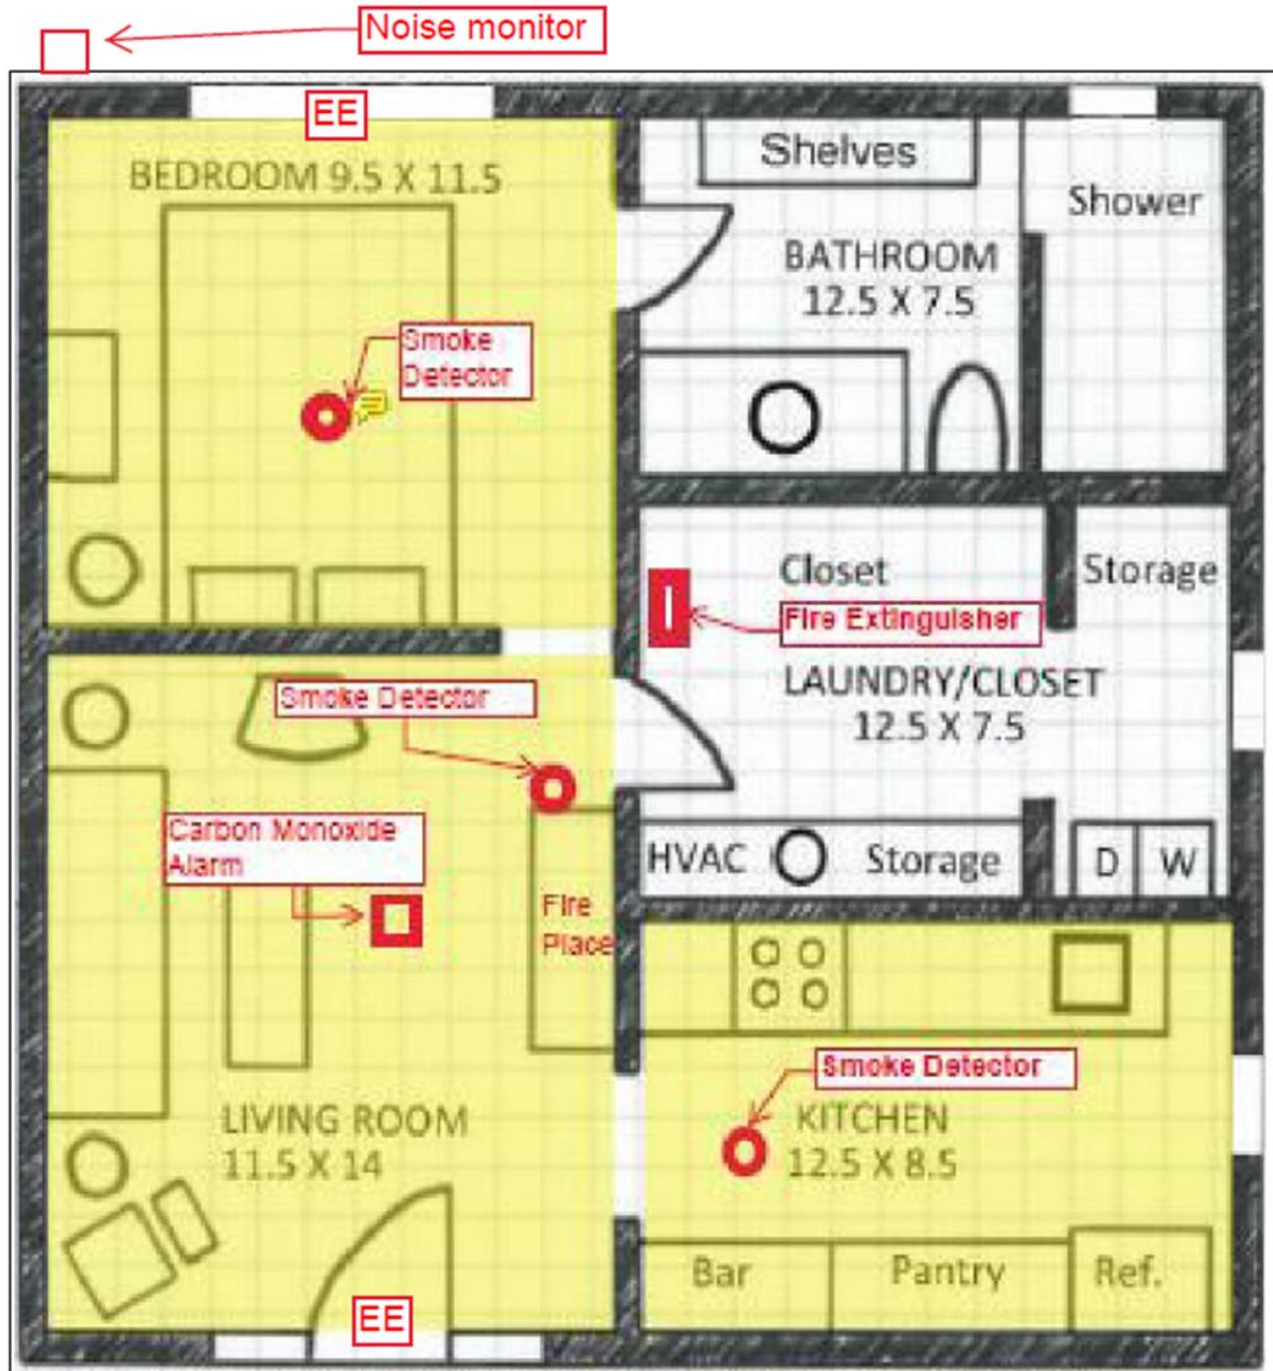 Noise monitor
EE
BEDROOM 9.5 X 11.5
Shelves
Shower
BATHROOM
12.5 X 7.5
Smoke
Detector
Closet
Storage
Fire Extinguisher
LAUNDRY/CLOSET
12.5 X 7.5
Smoke Detector
Carbon Monoxide
Alarm
HVAC
Storage
D
W
Fire
Place
Smoke Detector
LIVING ROOM
11.5 X 14
KITCHEN
12.5 X 8.5
Bar
Pantry
Ref.
EE